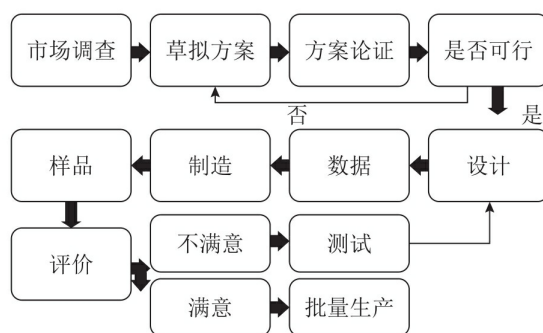 市场调查
草拟方案
方案论证
是否可行
否
是
样品
制造
数据
设计
评价
不满意
测试
满意
批量生产